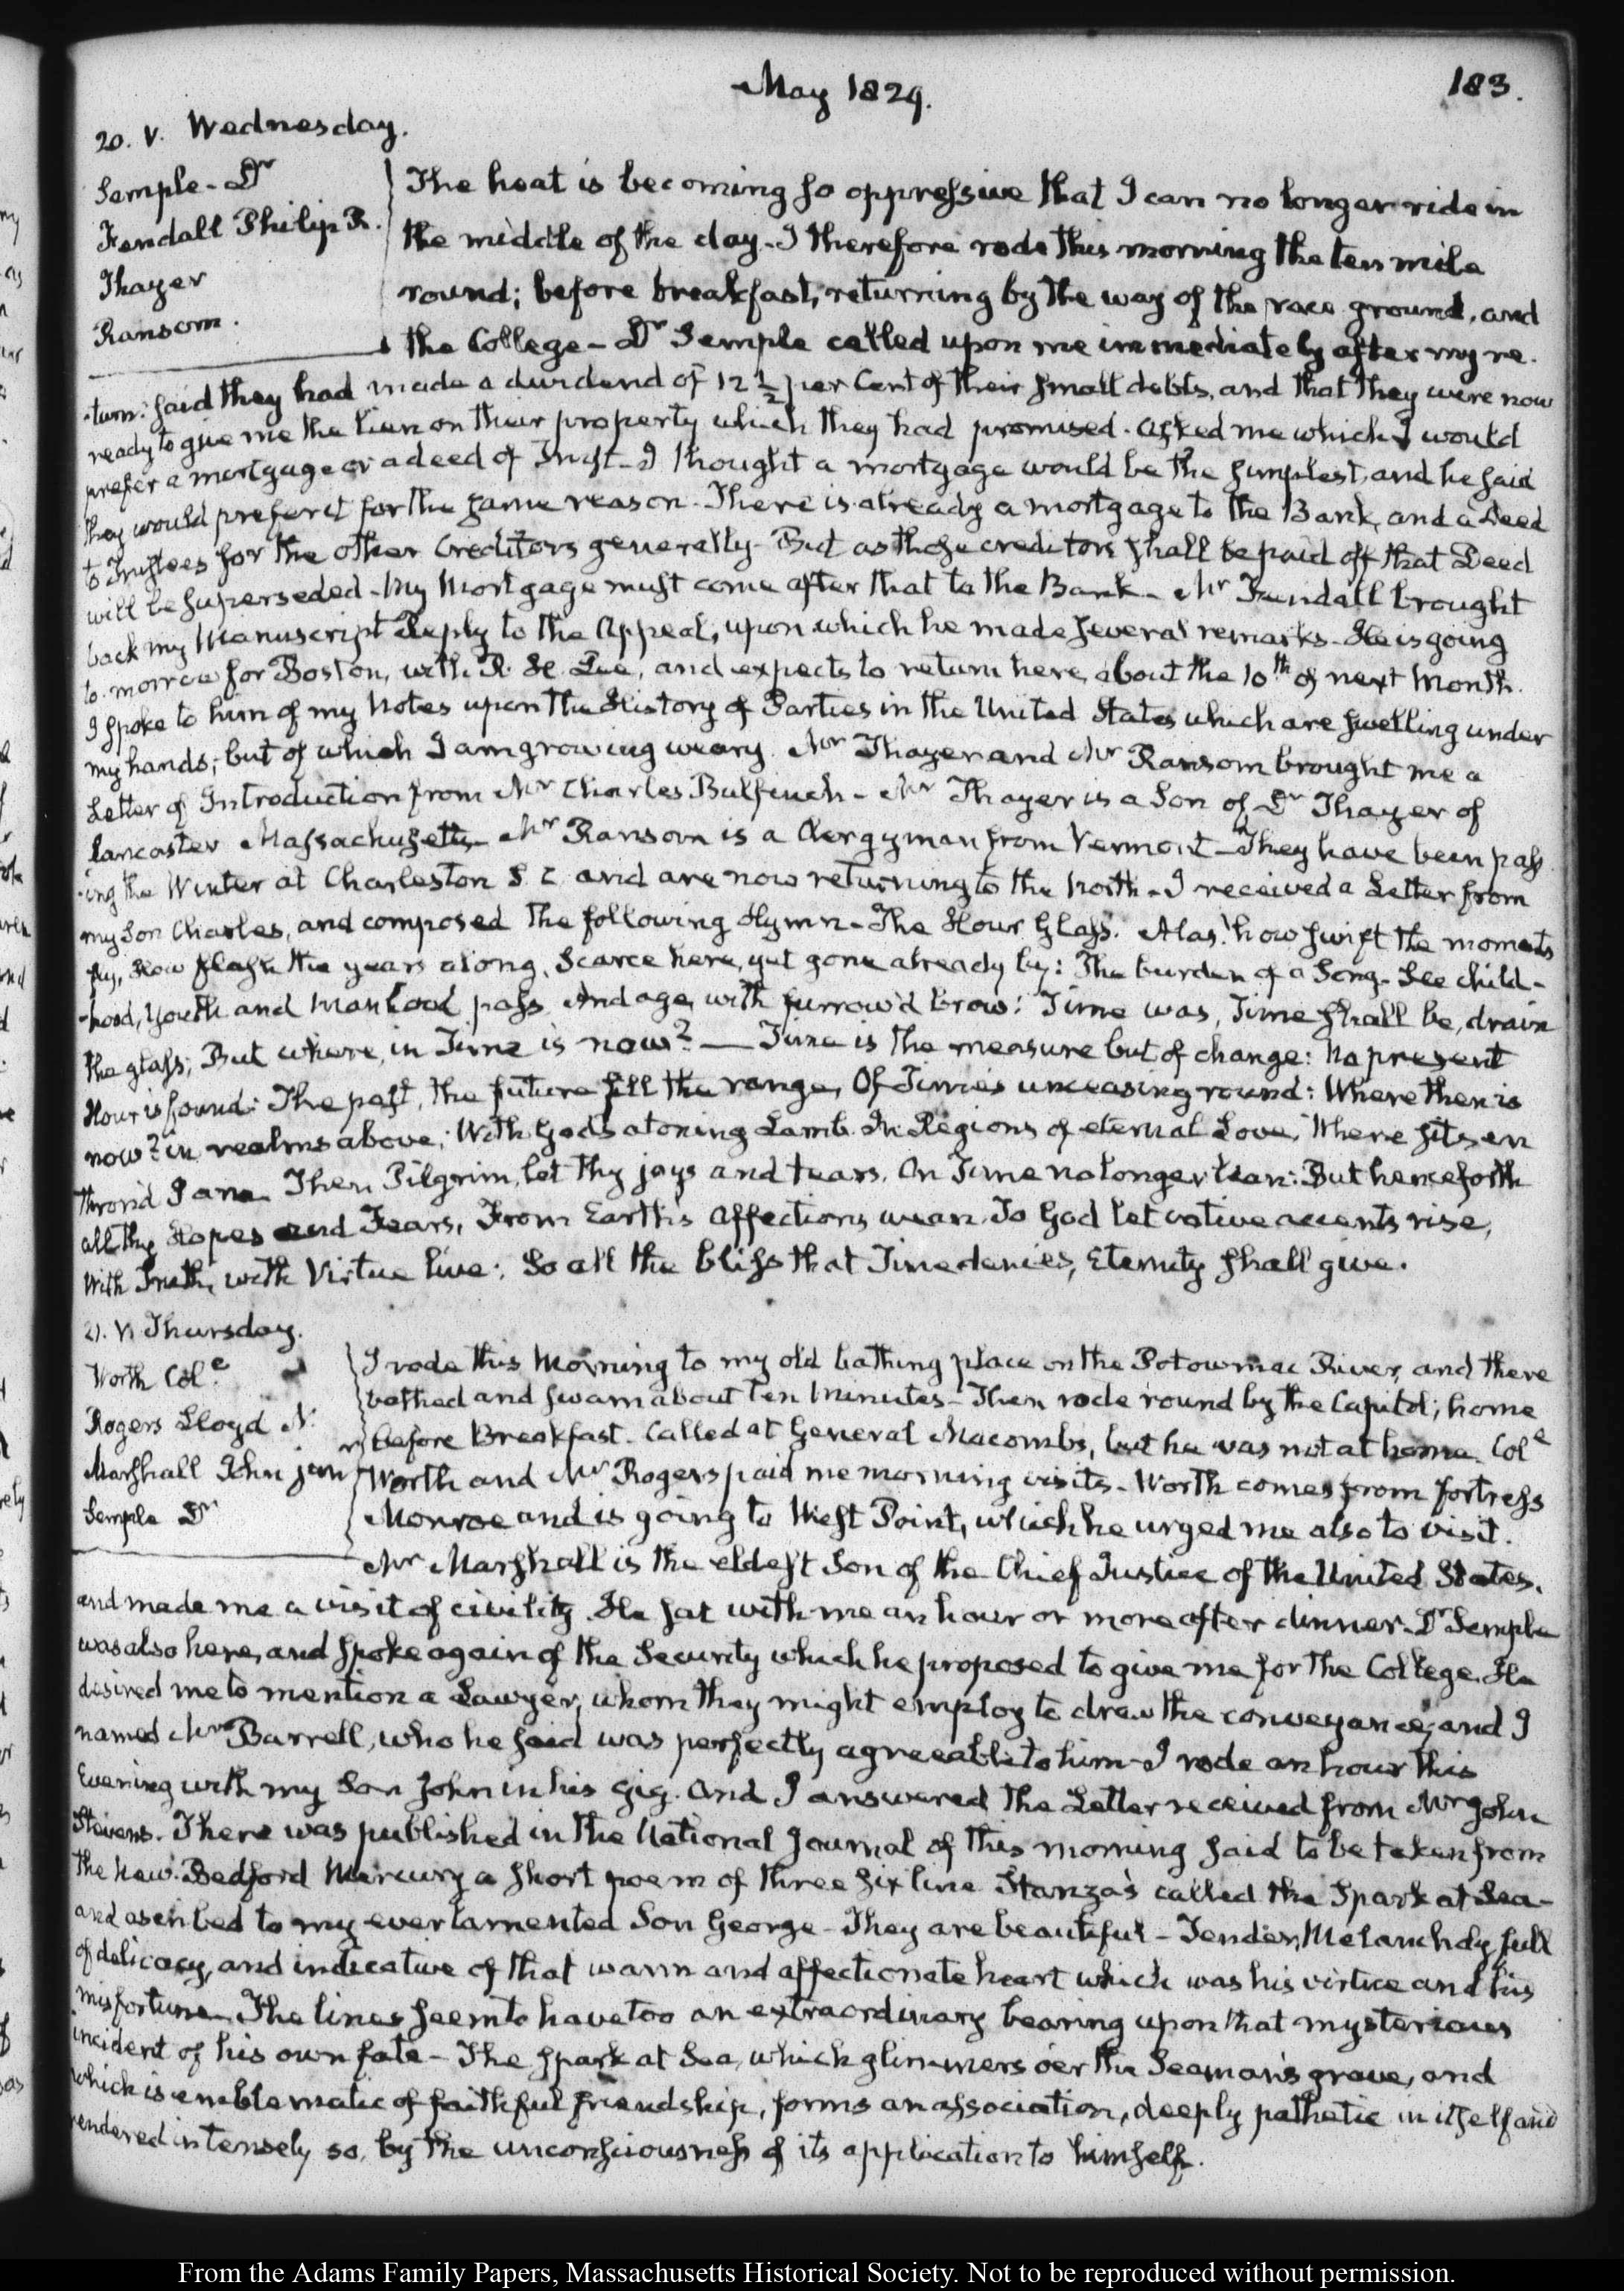 May 1829.
183.
20. V. Wednesday.
Semple - Dr
Fendall Philip R.
Thayer
Ransom.
The heat is becoming so oppressive that I can no longer ride in
the middle of the day - I therefore rode this morning the ten mile
round; before breakfast, returning by the way of the race ground, and
the College - Dr Semple called upon me immediately after my re-
-turn: said they had made a dividend of 12 1/2 per Cent of their small debts, and that they were now
ready to give me the lien on their property which they had promised. asked me which I would
prefer a mortgage or a deed of Trust - I thought a mortgage would be the simplest, and he said
they would prefer it for the same reason - There is already a mortgage to the Bank, and a Deed
to Trustees for the other Creditors generally - But as those creditors shall be paid off that Deed
will be superseded - My Mortgage must come after that to the Bank - Mr Fendall brought
back my Manuscript Reply to the Appeal, upon which he made several remarks - He is going
to-morrow for Boston, with R. H. Lee, and expects to return here, about the 10th of next Month.
I spoke to him of my Notes upon the History of Parties in the United States which are swelling under
my hands; but of which I am growing weary. Mr Thayer and Mr Ransom brought me a
Letter of Introduction from Mr Charles Bulfinch - Mr Thayer is a Son of Dr Thayer of
Lancaster Massachusetts - Mr Ransom is a Clergyman from Vermont - They have been pass
-ing the Winter at Charleston S C and are now returning to the North - I received a Letter from
my Son Charles, and composed the following Hymn - The Hour Glass. Alas! how swift the moments
fly, How flash the years along, Scarce here, yet gone already by: The burden of a Song - See child-
-hood, youth and Manhood pass And age, with furrow'd brow: Time was, Time shall be, drain
the glass; But where, in Time is now? — Time is the measure but of change: No present
Hour is found: The past, the future fill the range, Of Time's unceasing round: Where then is
now? in realms above; With God's atoning Lamb. In Regions of eternal Love, Where sits en
thron'd I am. Then Pilgrim, let thy joys and tears, On Time no longer lean: But henceforth
all thy Hopes and Fears, From Earth's Affections wean. To God let votive accents rise,
With Truth, with Virtue live; So all the bliss that Time denies, Eternity shall give.
21. V. Thursday.
Worth Cole
Rogers Lloyd N.
Marshall John junr
Semple Dr
I rode this Morning to my old bathing place on the Potowmac River, and there
bathed and swam about ten minutes - Then rode round by the Capitol; home
before Breakfast. Called at General Macombs, but he was not at home. Cole
Worth and Mr Rogers paid me morning visits - Worth comes from fortress
Monroe and is going to West Point, which he urged me also to visit.
Mr Marshall is the eldest Son of the Chief Justice of the United States,
and made me a visit of civility. He sat with me an hour or more after dinner. Dr Semple
was also here, and spoke again of the Security which he proposed to give me for the College. He
desired me to mention a Lawyer, whom they might employ to draw the conveyance, and I
named Mr Barrell, who he said was perfectly agreeable to him - I rode an hour this
Evening with my Son John in his gig. And I answered the Letter received from Mr John
Stevens. There was published in the National Journal of this morning said to be taken from
the New-Bedford Mercury a short poem of three six line Stanza's called the Spark at Sea -
and ascribed to my ever lamented Son George - They are beautiful - Tender, Melancholy, full
of delicacy, and indicative of that warm and affectionate heart which was his virtue and his
misfortune. The lines seem to have too an extraordinary bearing upon that mysterious
incident of his own fate - The spark at Sea, which glimmers o'er the Seaman's grave, and
which is emblematic of faithful friendship, forms an association, deeply pathetic in itself and
rendered intensely so, by the unconsciousness of its application to himself.
From the Adams Family Papers, Massachusetts Historical Society. Not to be reproduced without permission.